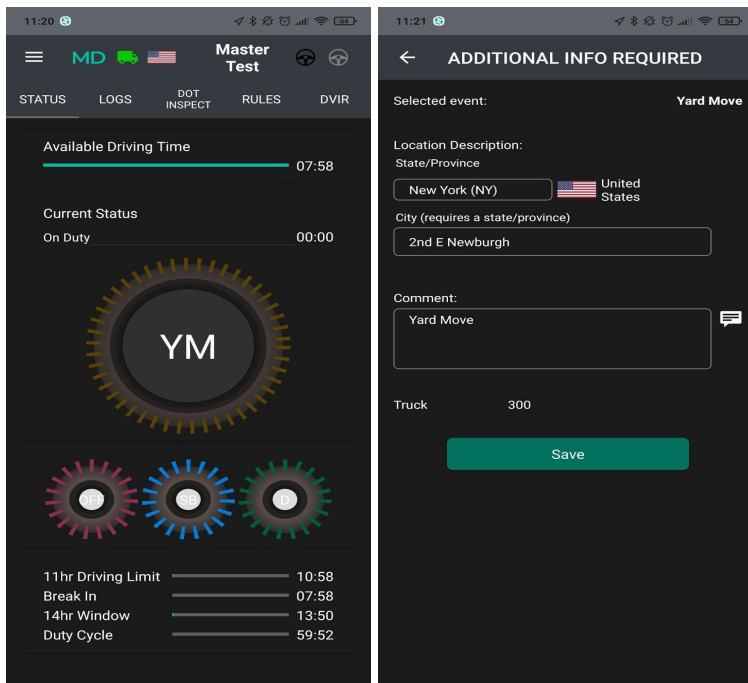 11:20
64
MD
Master
Test
STATUS
LOGS
DOT
INSPECT
RULES
DVIR
Available Driving Time
07:58
Current Status
On Duty
00:00
YM
OFF
SB
D
11hr Driving Limit
10:58
Break In
07:58
14hr Window
13:50
Duty Cycle
59:52
11:21
64
ADDITIONAL INFO REQUIRED
Selected event:
Yard Move
Location Description:
State/Province
New York (NY)
United
States
City (requires a state/province)
2nd E Newburgh
Comment:
Yard Move
Truck
300
Save